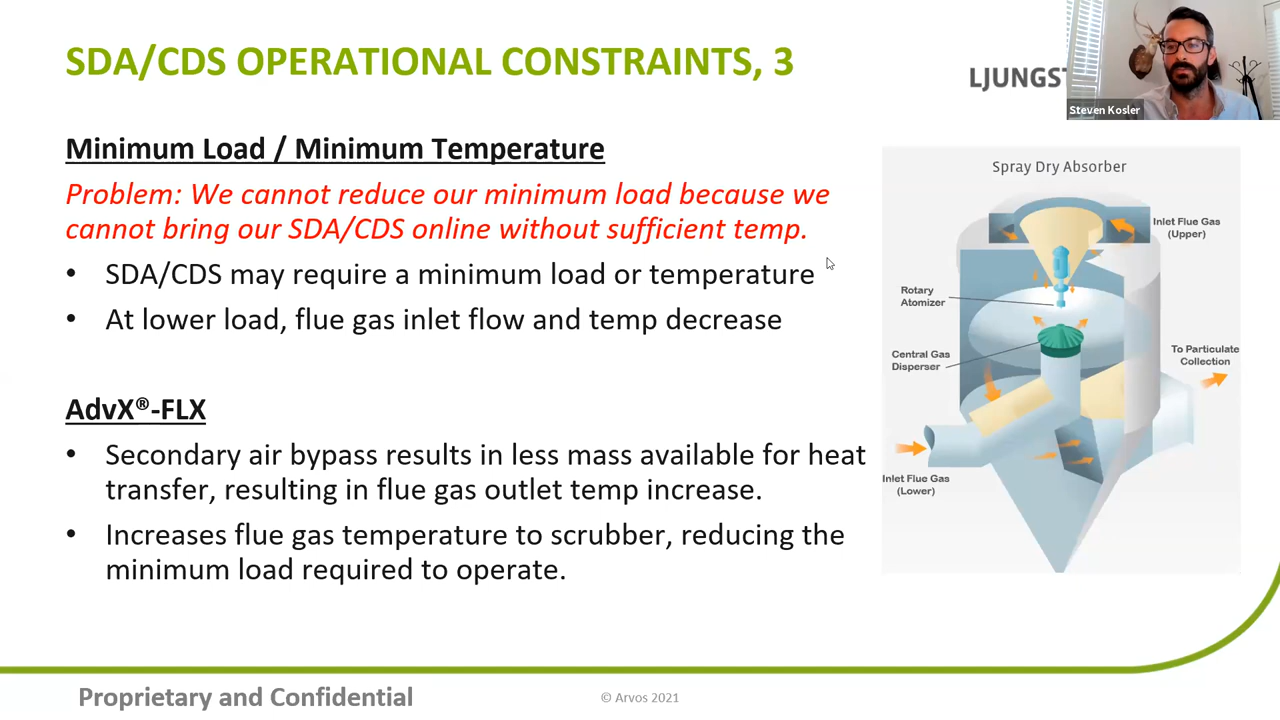 SDA/CDS OPERATIONAL CONSTRAINTS, 3
LJUNGST
Steven Kosler
Minimum Load / Minimum Temperature
Problem: We cannot reduce our minimum load because we
cannot bring our SDA/CDS online without sufficient temp.
• SDA/CDS may require a minimum load or temperature
• At lower load, flue gas inlet flow and temp decrease
AdvX®-FLX
• Secondary air bypass results in less mass available for heat
transfer, resulting in flue gas outlet temp increase.
• Increases flue gas temperature to scrubber, reducing the
minimum load required to operate.
Spray Dry Absorber
Inlet Flue Gas
(Upper)
Rotary
Atomizer
Central Gas
Disperser
To Particulate
Collection
Inlet Flue Gas
(Lower)
Proprietary and Confidential
© Arvos 2021